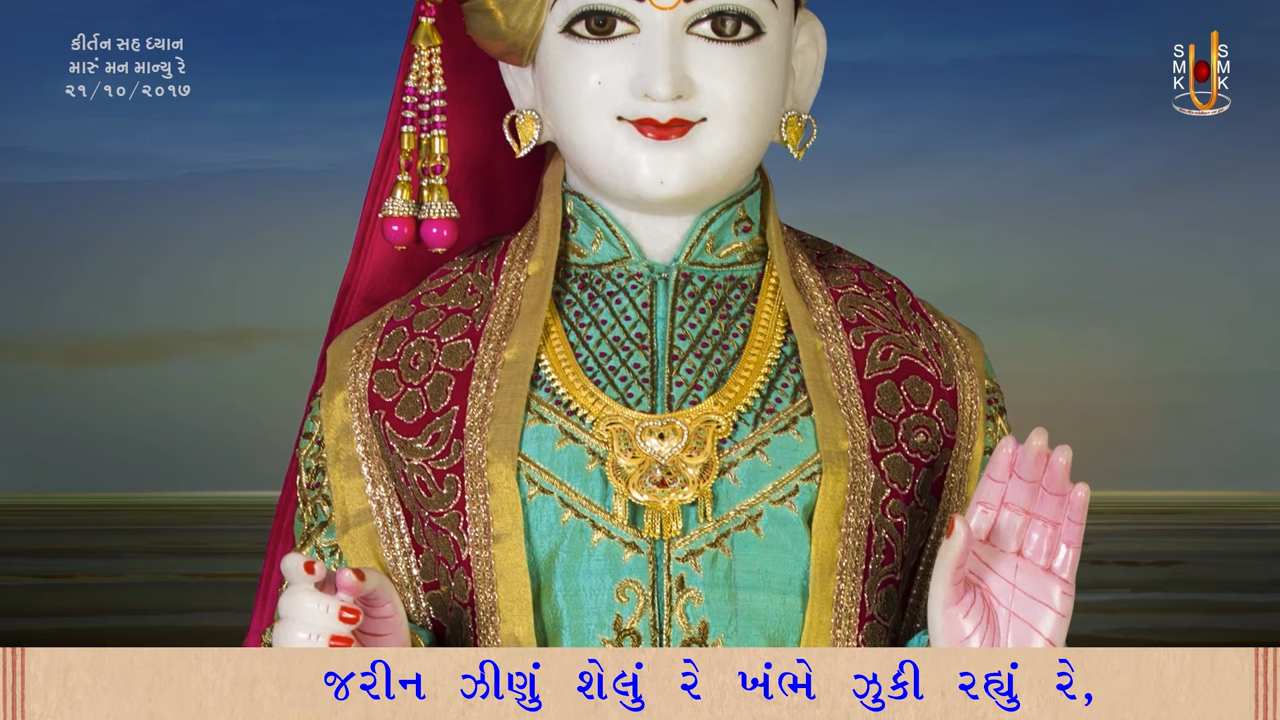 કીર્તન સહ ધ્યાન
મારું મન માન્યુ રે
૨૧/૧૦/૨૦૧૭
SMK
SMK
જરીન ઝીણું શેલું રે ખંભે ઝુકી રહ્યું રે,